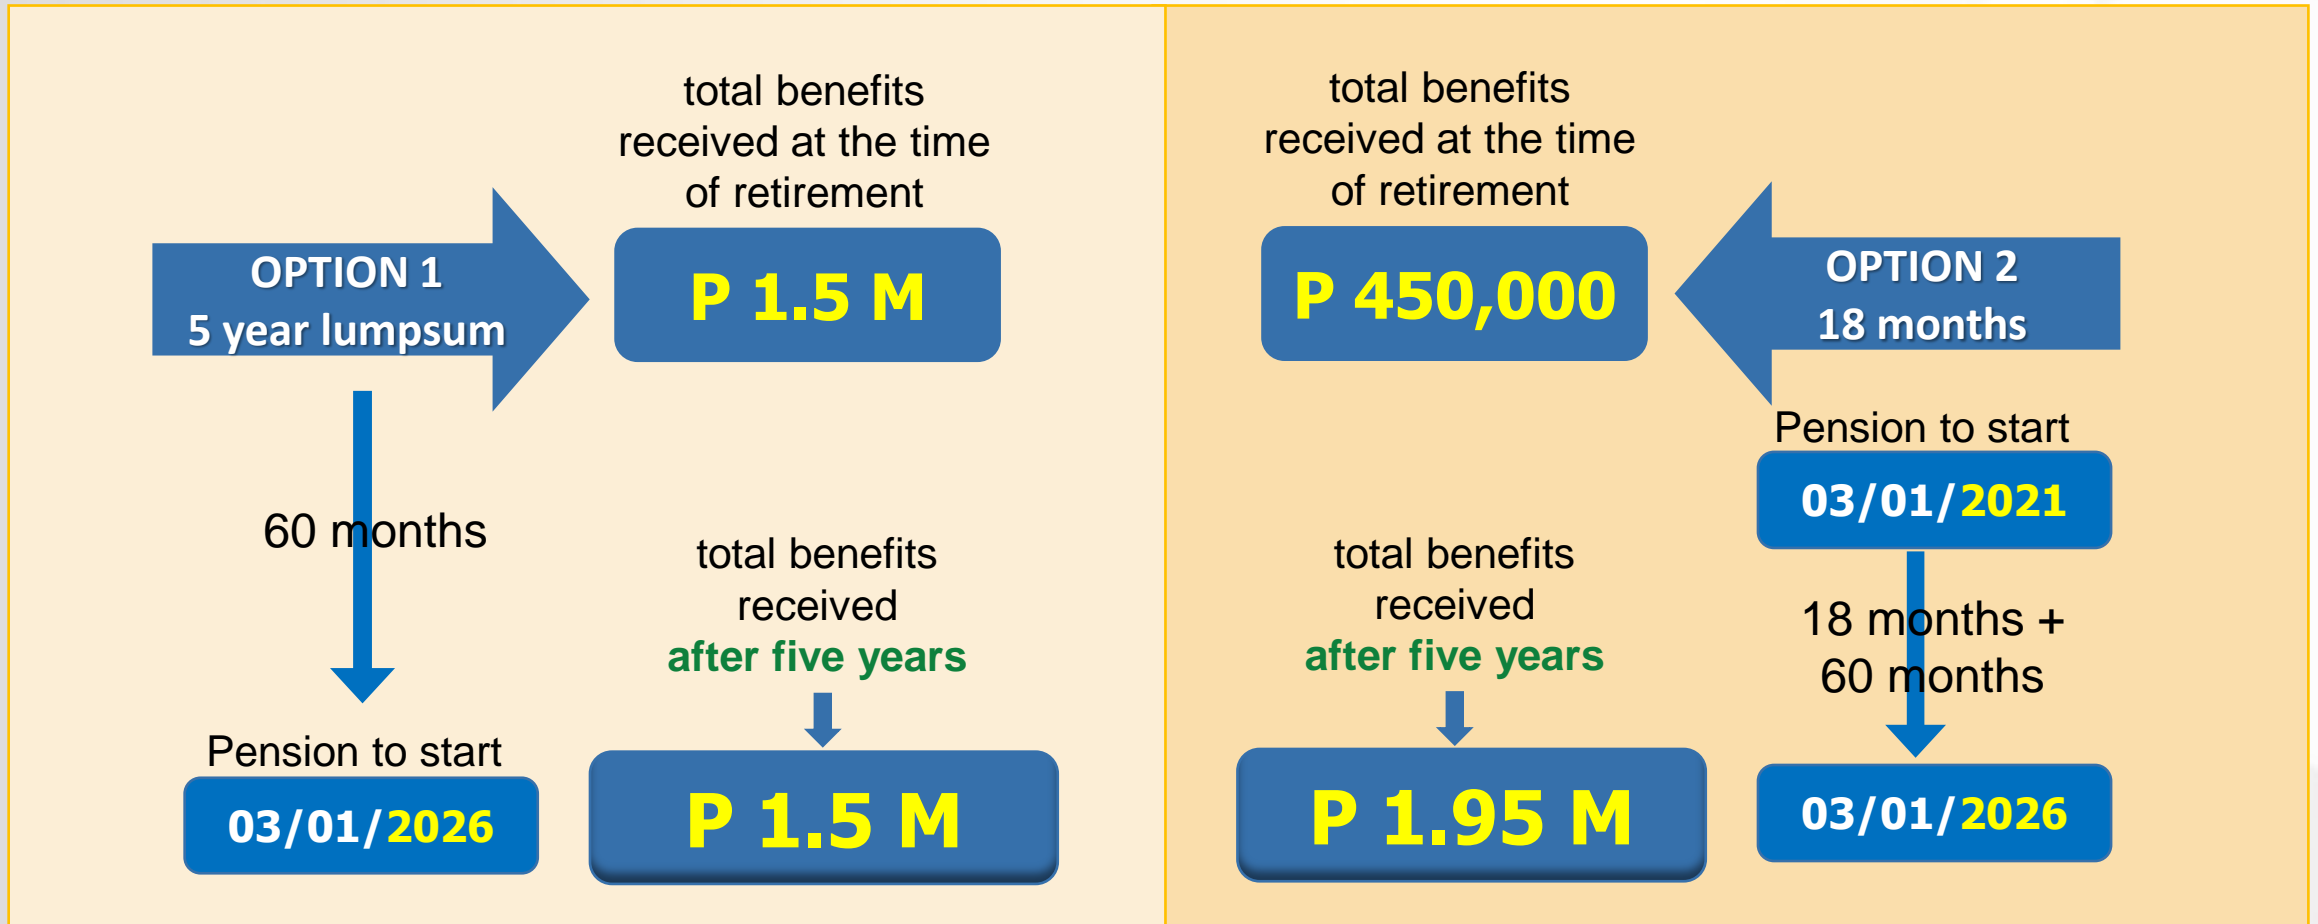 total benefits
received at the time
of retirement
OPTION 1
5 year lumpsum
P 1.5 M
60 months
Pension to start
03/01/2026
total benefits
received
after five years
P 1.5 M
total benefits
received at the time
of retirement
P 450,000
OPTION 2
18 months
Pension to start
03/01/2021
18 months +
60 months
03/01/2026
total benefits
received
after five years
P 1.95 M